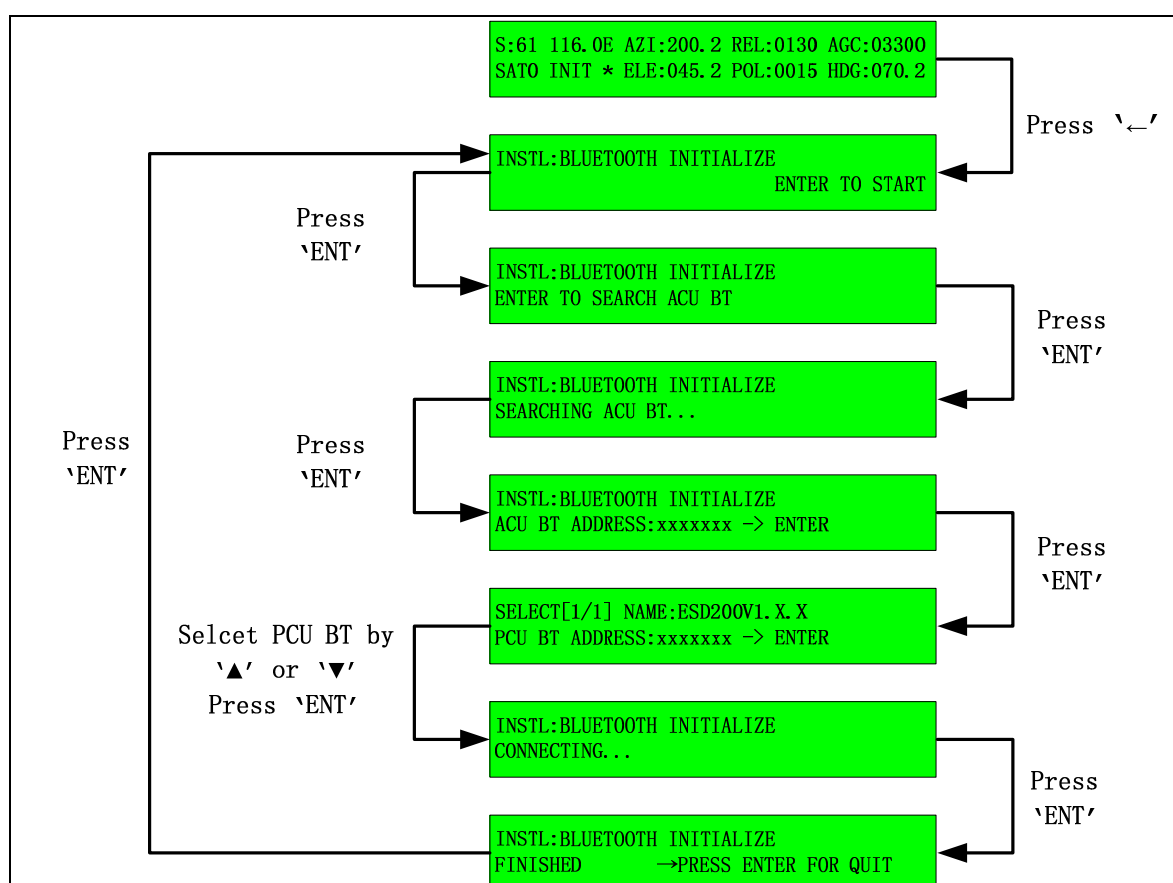 S:61 116.0E AZI:200.2 REL:0130 AGC:03300
SATO INIT * ELE:045.2 POL:0015 HDG:070.2
Press '←'
INSTL:BLUETOOTH INITIALIZE
ENTER TO START
Press
'ENT'
INSTL:BLUETOOTH INITIALIZE
ENTER TO SEARCH ACU BT
Press
'ENT'
INSTL:BLUETOOTH INITIALIZE
SEARCHING ACU BT...
Press
'ENT'
Press
'ENT'
INSTL:BLUETOOTH INITIALIZE
ACU BT ADDRESS:xxxxxxx -> ENTER
Press
'ENT'
SELECT[1/1] NAME:ESD200V1.X.X
PCU BT ADDRESS:xxxxxxx -> ENTER
Selcet PCU BT by
'▲' or '▼'
Press 'ENT'
INSTL:BLUETOOTH INITIALIZE
CONNECTING...
Press
'ENT'
INSTL:BLUETOOTH INITIALIZE
FINISHED →PRESS ENTER FOR QUIT